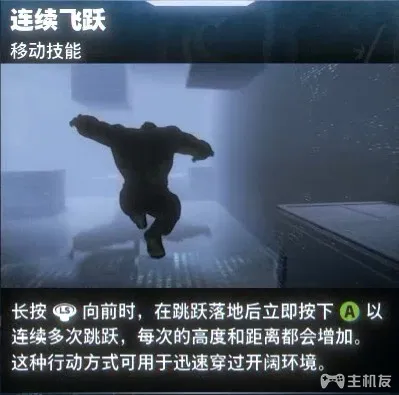 连续飞跃
移动技能
长按 LS 向前时，在跳跃落地后立即按下 A 以
连续多次跳跃，每次的高度和距离都会增加。
这种行动方式可用于迅速穿过开阔环境。
主机友